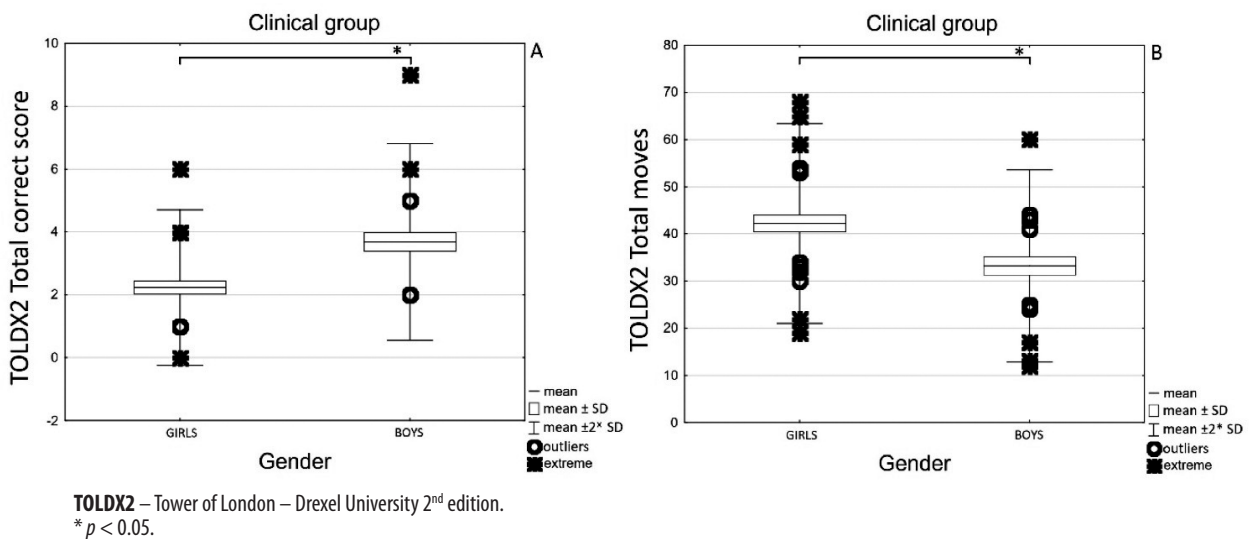 Clinical group
A
*
TOLDX2 Total correct score
10
8
6
4
2
0
-2
GIRLS
BOYS
Gender
— mean
mean ± SD
mean ±2* SD
outliers
extreme
Clinical group
B
*
TOLDX2 Total moves
80
70
60
50
40
30
20
10
0
GIRLS
BOYS
Gender
— mean
mean ± SD
mean ±2* SD
outliers
extreme
TOLDX2 – Tower of London – Drexel University 2nd edition.
* p < 0.05.